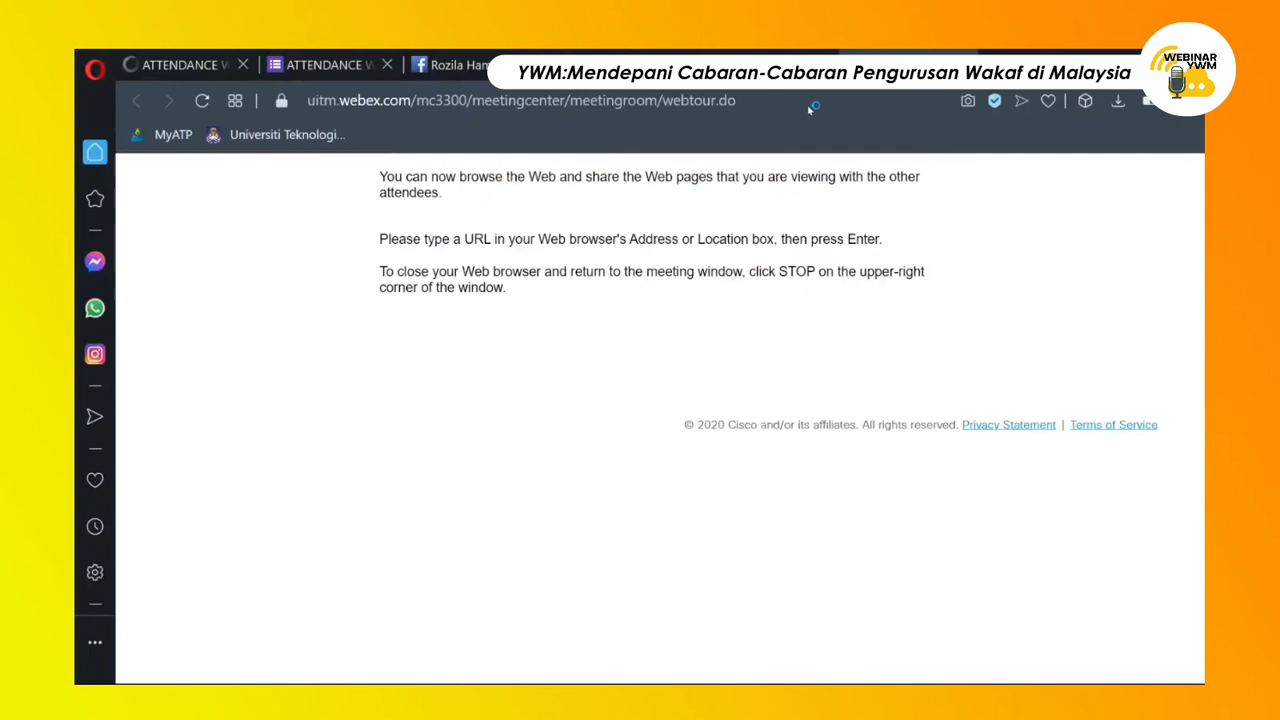 YWM:Mendepani Cabaran-Cabaran Pengurusan Wakaf di Malaysia
WEBINAR
YWM
ATTENDANCE W
ATTENDANCE W
Rozila Ham
uitm.webex.com/mc3300/meetingcenter/meetingroom/webtour.do
MyATP
Universiti Teknologi...
You can now browse the Web and share the Web pages that you are viewing with the other
attendees.
Please type a URL in your Web browser's Address or Location box, then press Enter.
To close your Web browser and return to the meeting window, click STOP on the upper-right
corner of the window.
© 2020 Cisco and/or its affiliates. All rights reserved. Privacy Statement | Terms of Service